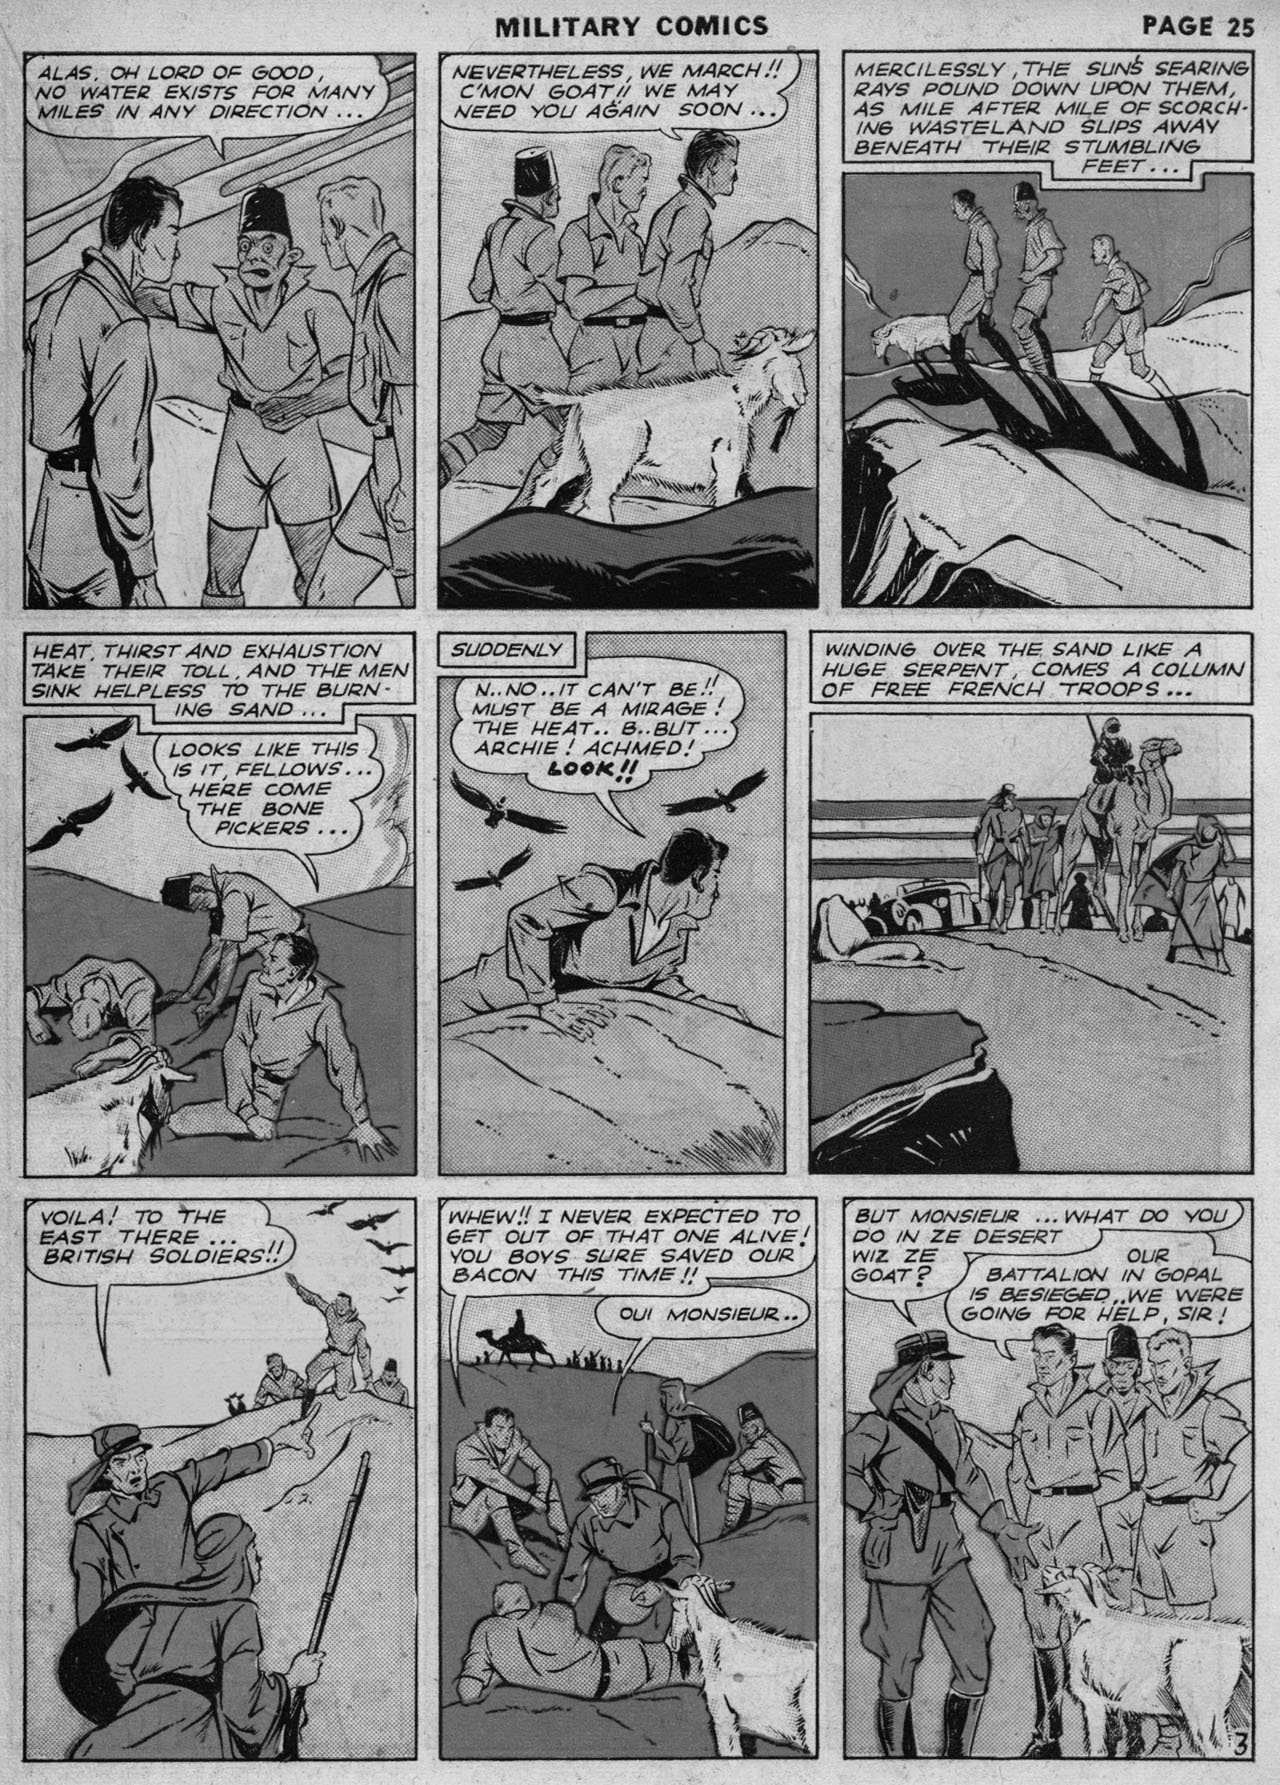 MILITARY COMICS
PAGE 25
ALAS, OH LORD OF GOOD,
NO WATER EXISTS FOR MANY
MILES IN ANY DIRECTION ...
NEVERTHELESS, WE MARCH!!
C'MON GOAT!! WE MAY
NEED YOU AGAIN SOON ...
MERCILESSLY, THE SUN'S SEARING
RAYS POUND DOWN UPON THEM,
AS MILE AFTER MILE OF SCORCH-
ING WASTELAND SLIPS AWAY
BENEATH THEIR STUMBLING
FEET ...
HEAT, THIRST AND EXHAUSTION
TAKE THEIR TOLL, AND THE MEN
SINK HELPLESS TO THE BURN-
ING SAND ...
LOOKS LIKE THIS
IS IT, FELLOWS...
HERE COME
THE BONE
PICKERS ...
SUDDENLY
N..NO..IT CAN'T BE!!
MUST BE A MIRAGE!
THE HEAT.. B..BUT...
ARCHIE! ACHMED!
LOOK!!
WINDING OVER THE SAND LIKE A
HUGE SERPENT, COMES A COLUMN
OF FREE FRENCH TROOPS...
VOILA! TO THE
EAST THERE...
BRITISH SOLDIERS!!
WHEW!! I NEVER EXPECTED TO
GET OUT OF THAT ONE ALIVE!
YOU BOYS SURE SAVED OUR
BACON THIS TIME!!
OUI MONSIEUR..
BUT MONSIEUR ...WHAT DO YOU
DO IN ZE DESERT
WIZ ZE
GOAT?
OUR
BATTALION IN GOPAL
IS BESIEGED..WE WERE
GOING FOR HELP, SIR!
3